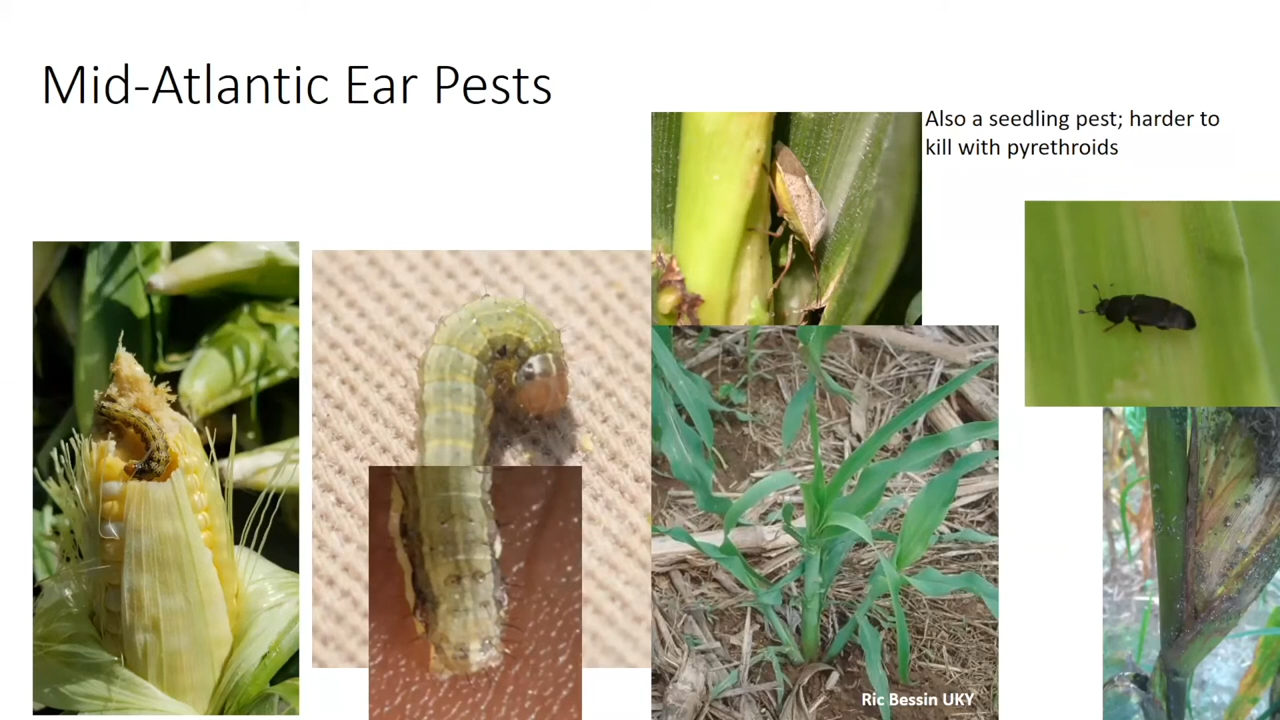 Mid-Atlantic Ear Pests
Also a seedling pest; harder to
kill with pyrethroids
Ric Bessin UKY